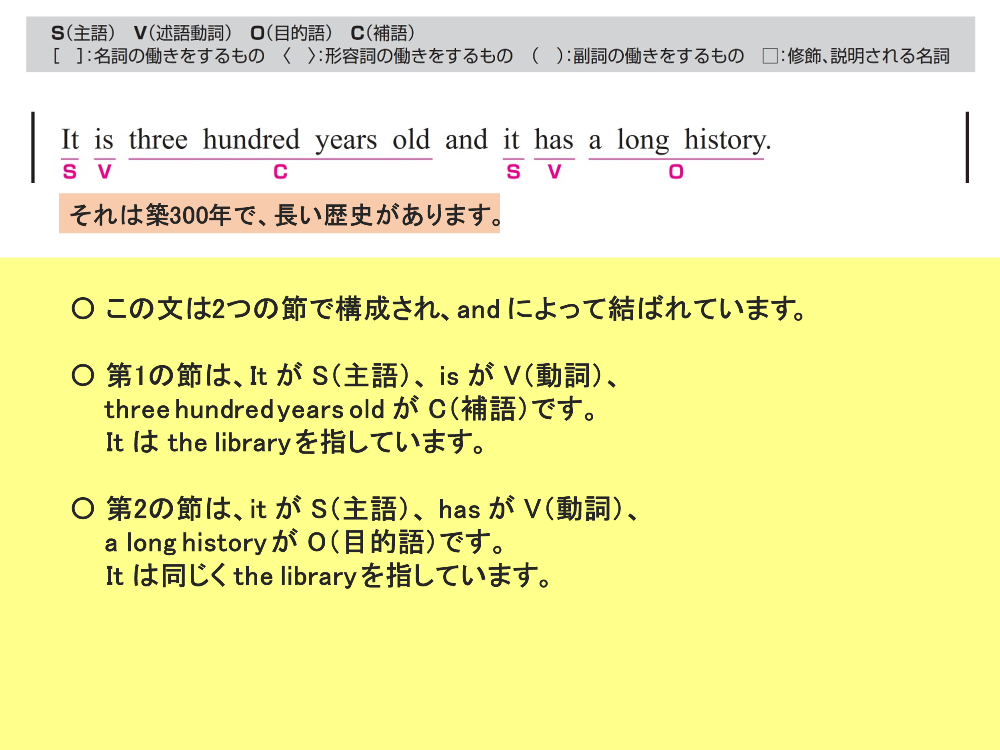 S（主語）　V（述語動詞）　O（目的語）　C（補語）
［　］：名詞の働きをするもの　〈　〉：形容詞の働きをするもの　（　）：副詞の働きをするもの　□：修飾、説明される名詞
It is three hundred years old and it has a long history.
S V C S V O
それは築300年で、長い歴史があります。
○ この文は2つの節で構成され、and によって結ばれています。
○ 第1の節は、It が S（主語）、is が V（動詞）、
three hundred years old が C（補語）です。
It は the libraryを指しています。
○ 第2の節は、it が S（主語）、has が V（動詞）、
a long historyが O（目的語）です。
It は同じく the libraryを指しています。